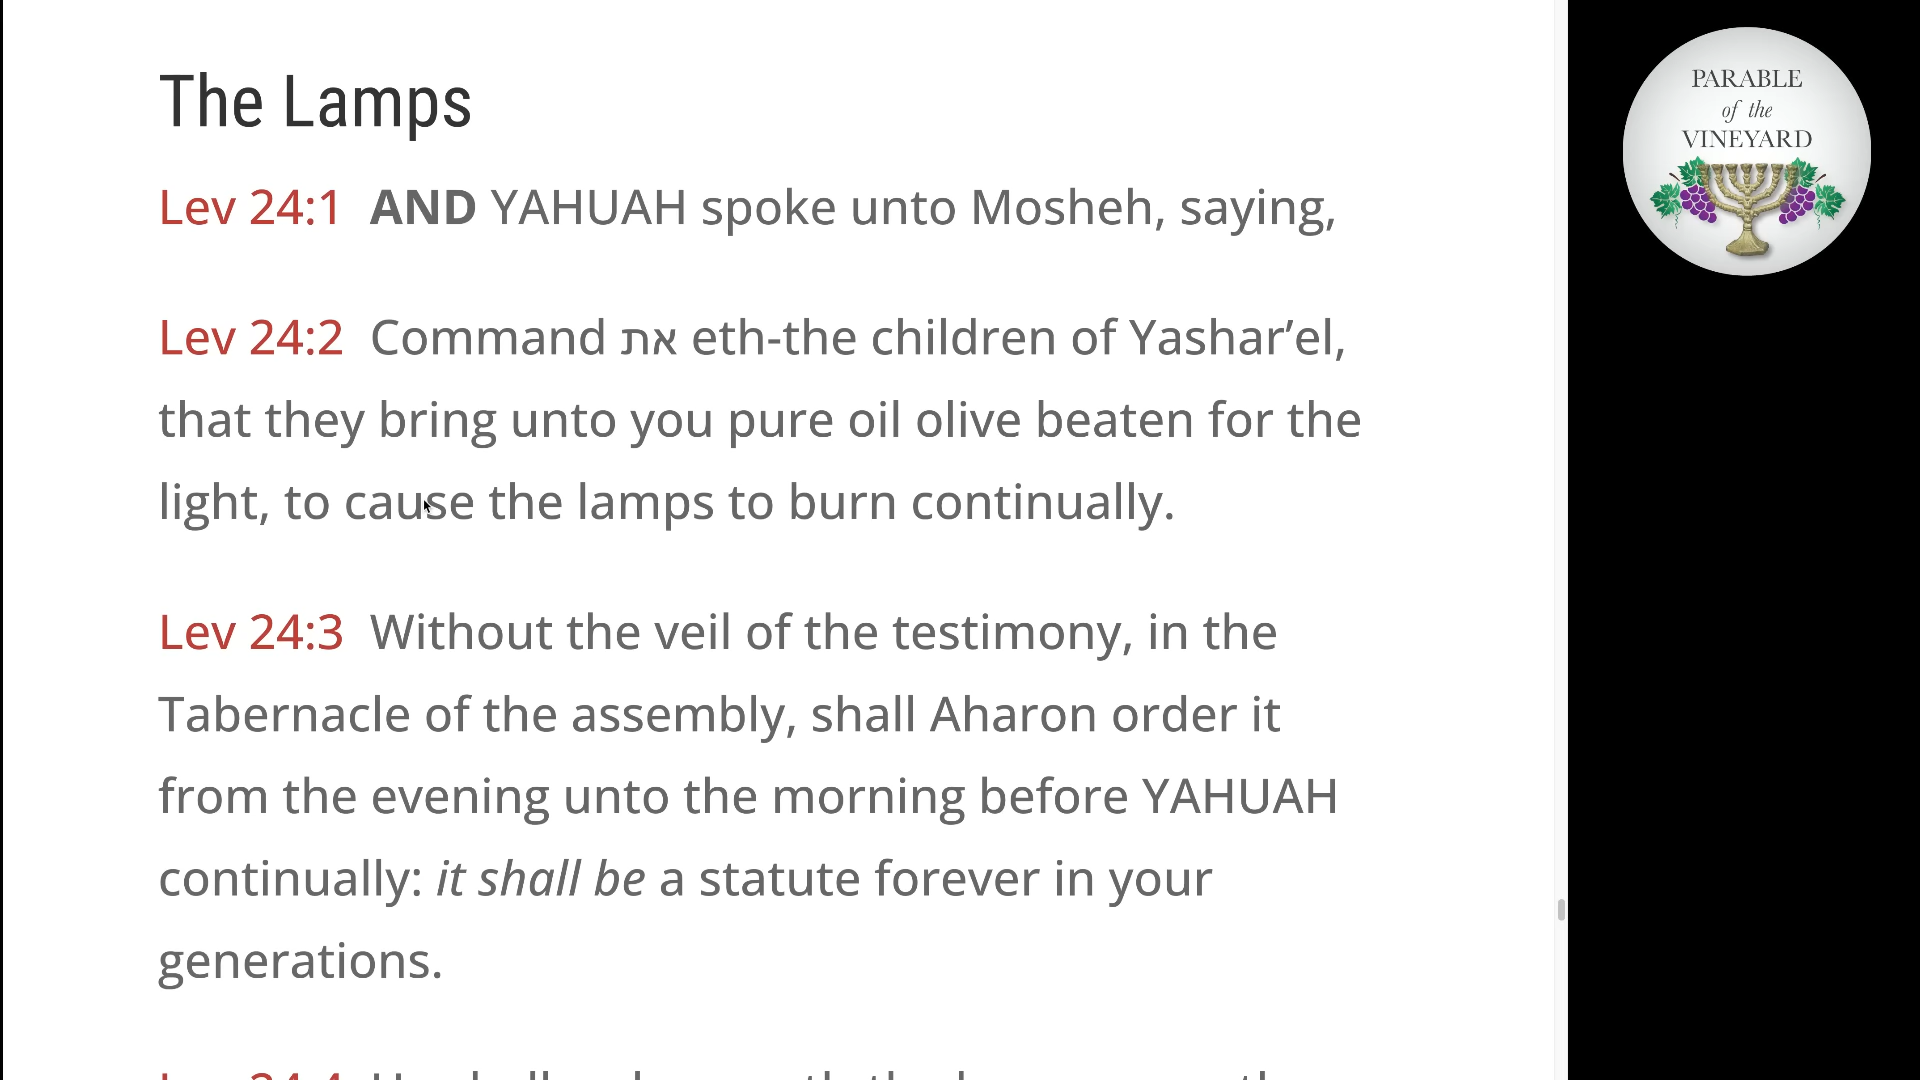 The Lamps
Lev 24:1 AND YAHUAH spoke unto Mosheh, saying,
Lev 24:2 Command את eth-the children of Yashar’el,
that they bring unto you pure oil olive beaten for the
light, to cause the lamps to burn continually.
Lev 24:3 Without the veil of the testimony, in the
Tabernacle of the assembly, shall Aharon order it
from the evening unto the morning before YAHUAH
continually: it shall be a statute forever in your
generations.
PARABLE
of the
VINEYARD